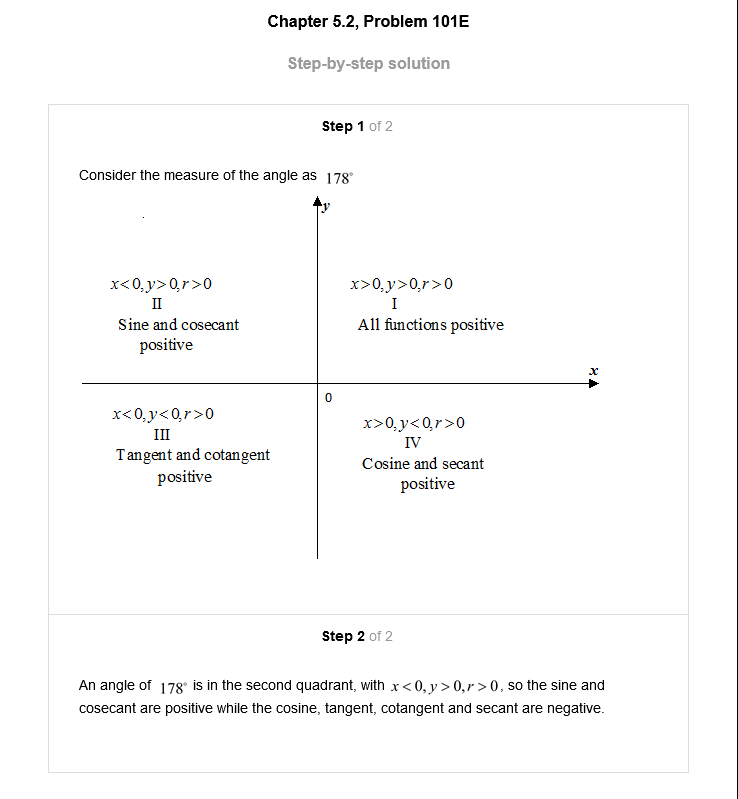 Chapter 5.2, Problem 101E
Step-by-step solution
Step 1 of 2
Consider the measure of the angle as 178°
y
x<0,y>0,r>0
II
Sine and cosecant
positive
x>0,y>0,r>0
I
All functions positive
x
0
x<0,y<0,r>0
III
Tangent and cotangent
positive
x>0,y<0,r>0
IV
Cosine and secant
positive
Step 2 of 2
An angle of 178° is in the second quadrant, with x<0,y>0,r>0, so the sine and
cosecant are positive while the cosine, tangent, cotangent and secant are negative.